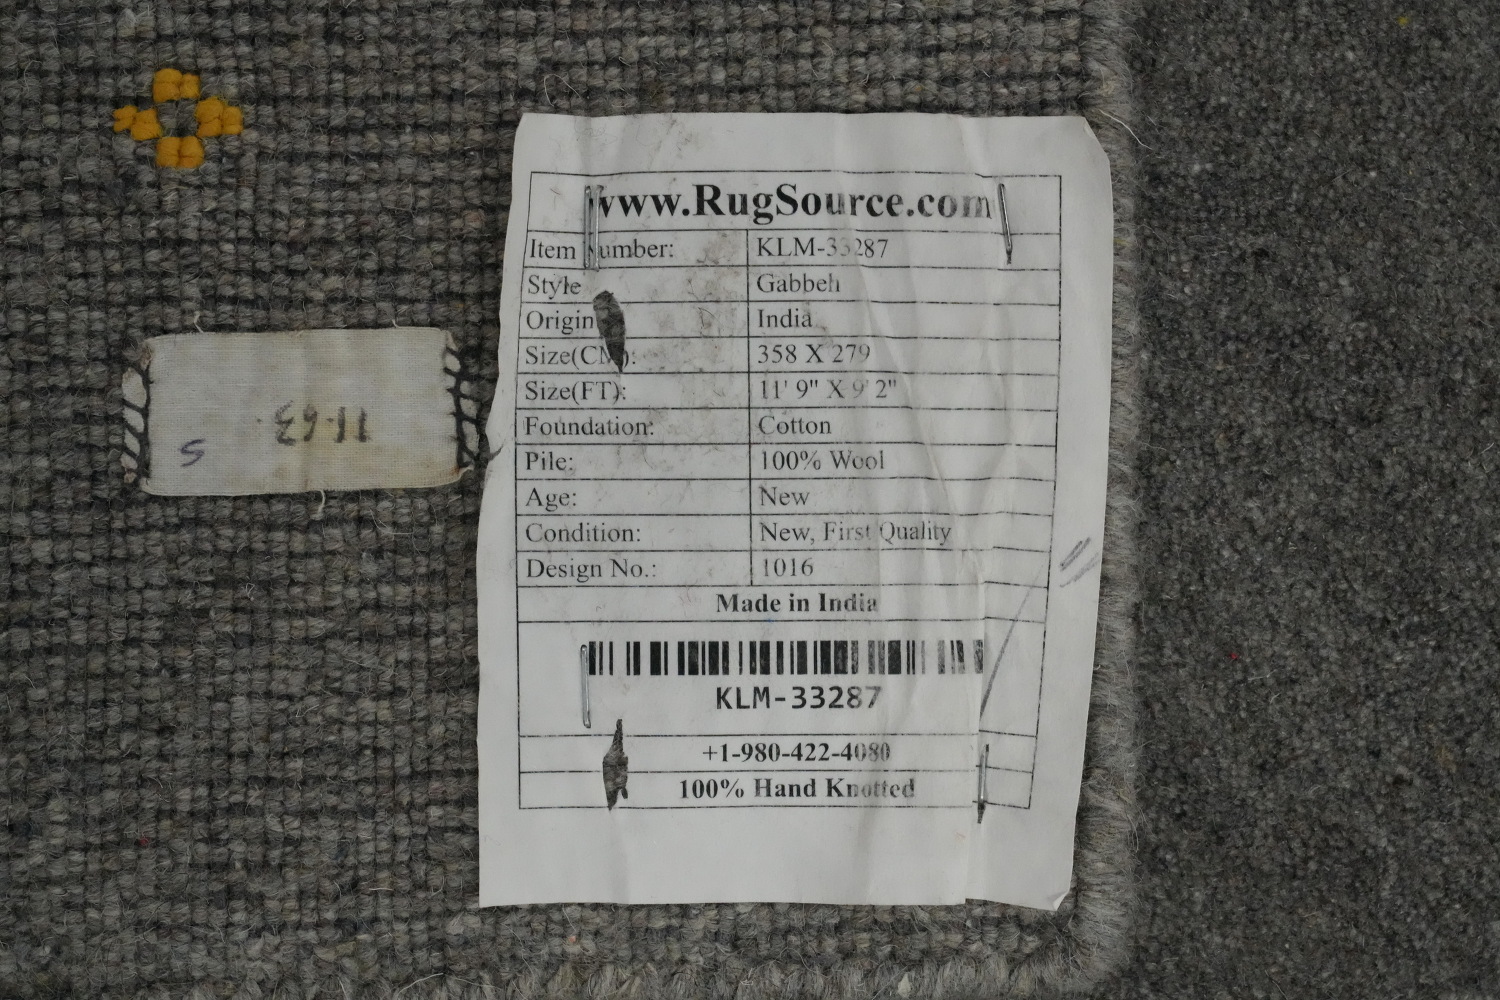 www.RugSource.com
Item Number: KLM-33287
Style Gabbeh
Origin India
Size(CM): 358 X 279
Size(FT): 11' 9" X 9' 2"
Foundation: Cotton
Pile: 100% Wool
Age: New
Condition: New, First Quality
Design No.: 1016
Made in India
KLM-33287
+1-980-422-4080
100% Hand Knotted